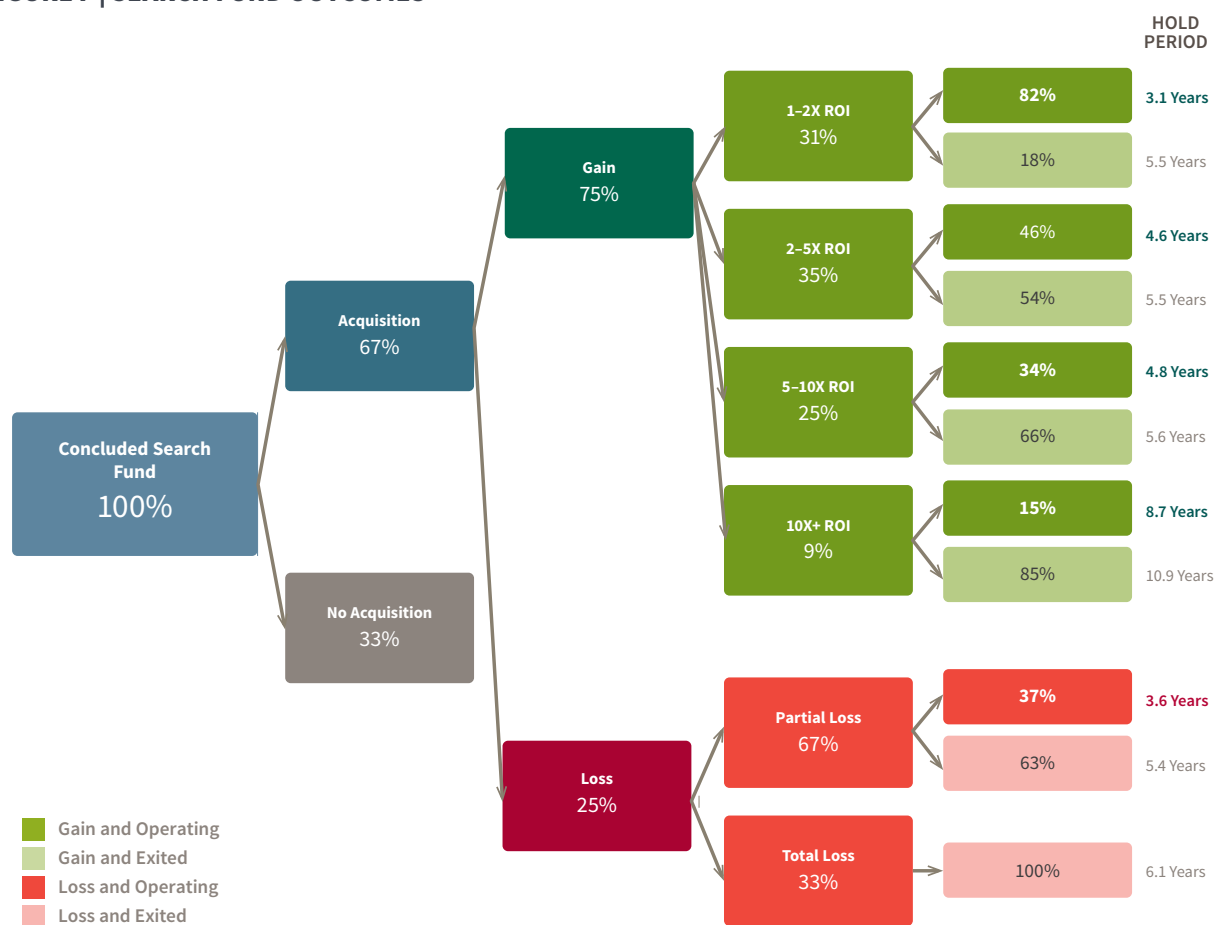 HOLD
PERIOD
1–2X ROI
31%
82%
3.1 Years
18%
5.5 Years
Gain
75%
2–5X ROI
35%
46%
4.6 Years
54%
5.5 Years
Acquisition
67%
5–10X ROI
25%
34%
4.8 Years
66%
5.6 Years
Concluded Search
Fund
100%
10X+ ROI
9%
15%
8.7 Years
85%
10.9 Years
No Acquisition
33%
Partial Loss
67%
37%
3.6 Years
63%
5.4 Years
Loss
25%
Total Loss
33%
100%
6.1 Years
Gain and Operating
Gain and Exited
Loss and Operating
Loss and Exited